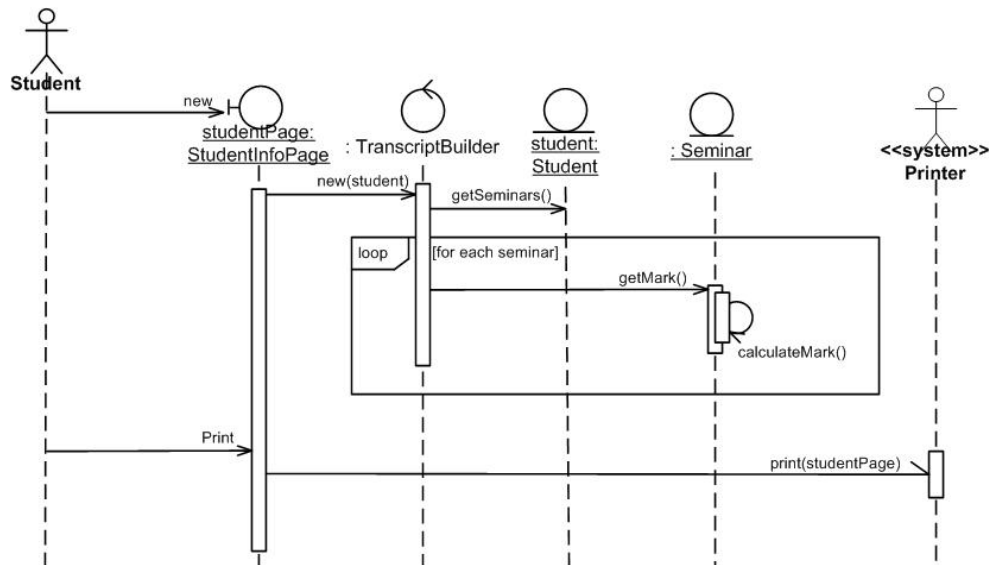 Student
new
studentPage:
StudentInfoPage
: TranscriptBuilder
student:
Student
: Seminar
<<system>>
Printer
new(student)
getSeminars()
loop
[for each seminar]
getMark()
calculateMark()
Print
print(studentPage)